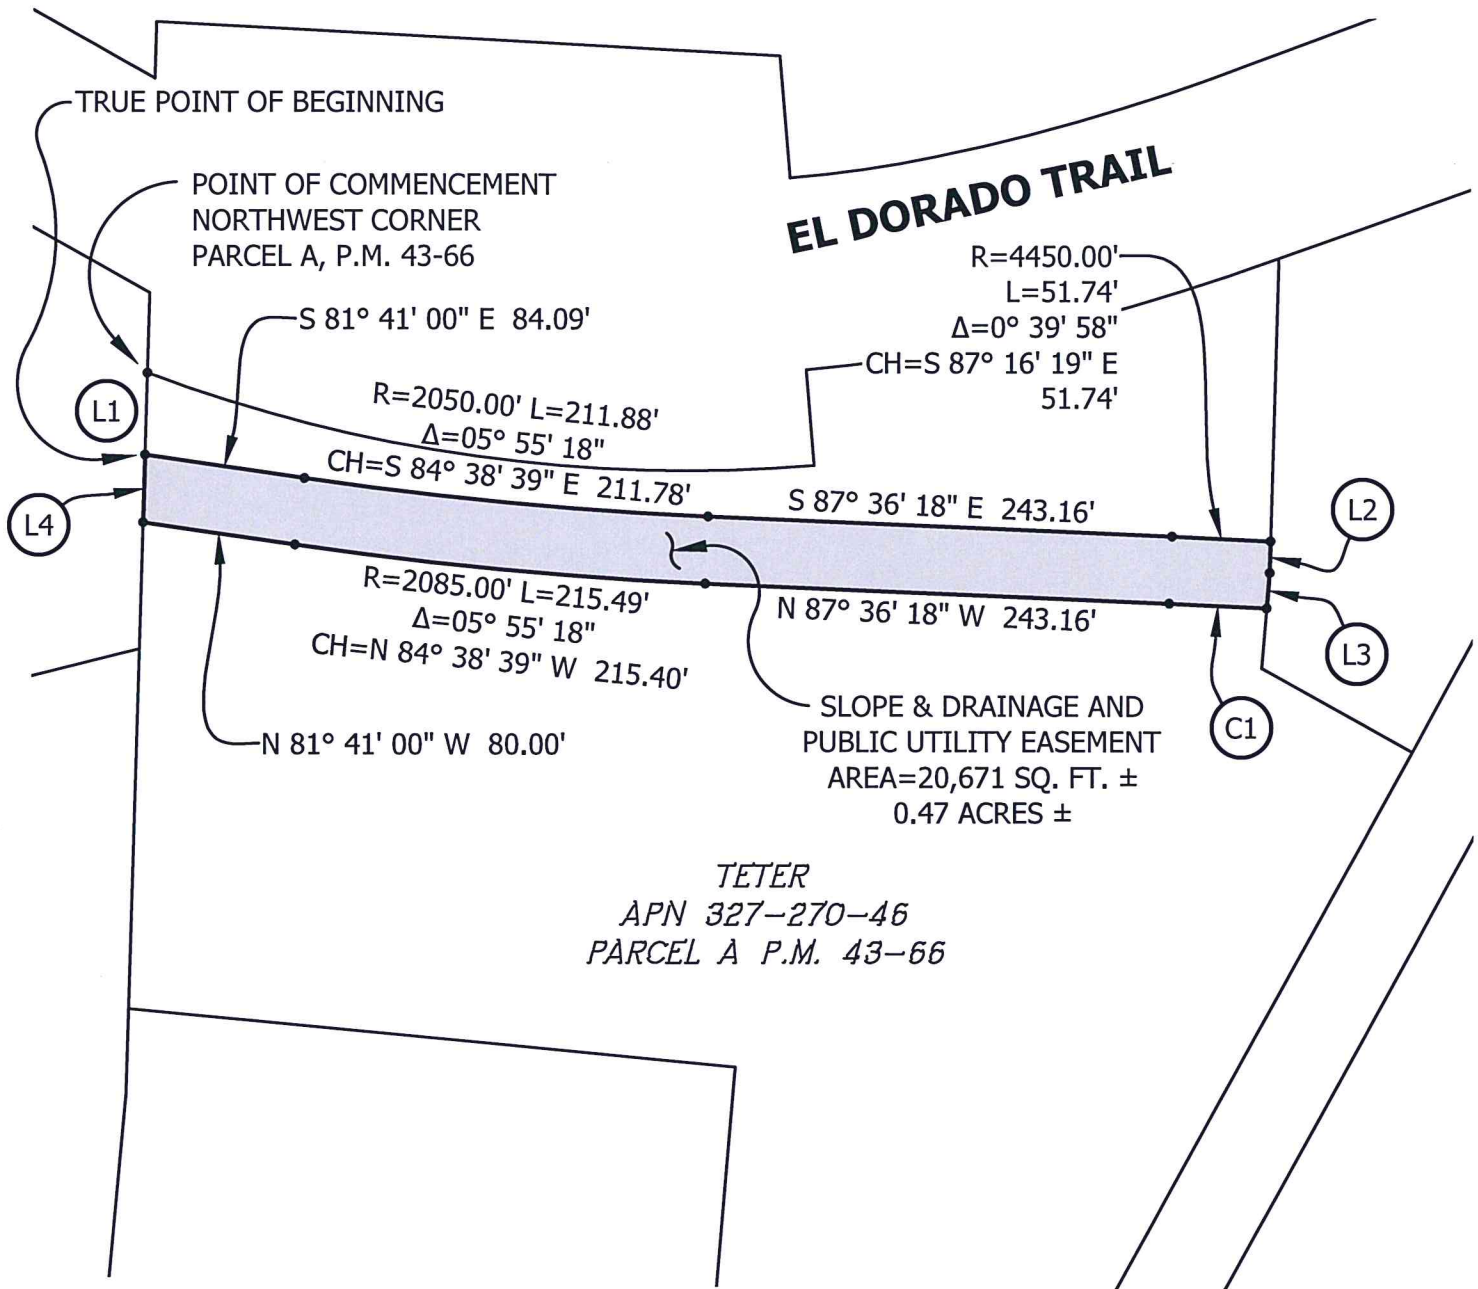 TRUE POINT OF BEGINNING
POINT OF COMMENCEMENT
NORTHWEST CORNER
PARCEL A, P.M. 43-66
EL DORADO TRAIL
R=4450.00'
L=51.74'
Δ=0° 39' 58"
CH=S 87° 16' 19" E
51.74'
S 81° 41' 00" E 84.09'
L1
R=2050.00' L=211.88'
Δ=05° 55' 18"
CH=S 84° 38' 39" E 211.78'
S 87° 36' 18" E 243.16'
L2
L4
R=2085.00' L=215.49'
Δ=05° 55' 18"
CH=N 84° 38' 39" W 215.40'
N 87° 36' 18" W 243.16'
L3
C1
N 81° 41' 00" W 80.00'
SLOPE & DRAINAGE AND
PUBLIC UTILITY EASEMENT
AREA=20,671 SQ. FT. ±
0.47 ACRES ±
TETER
APN 327-270-46
PARCEL A P.M. 43-66